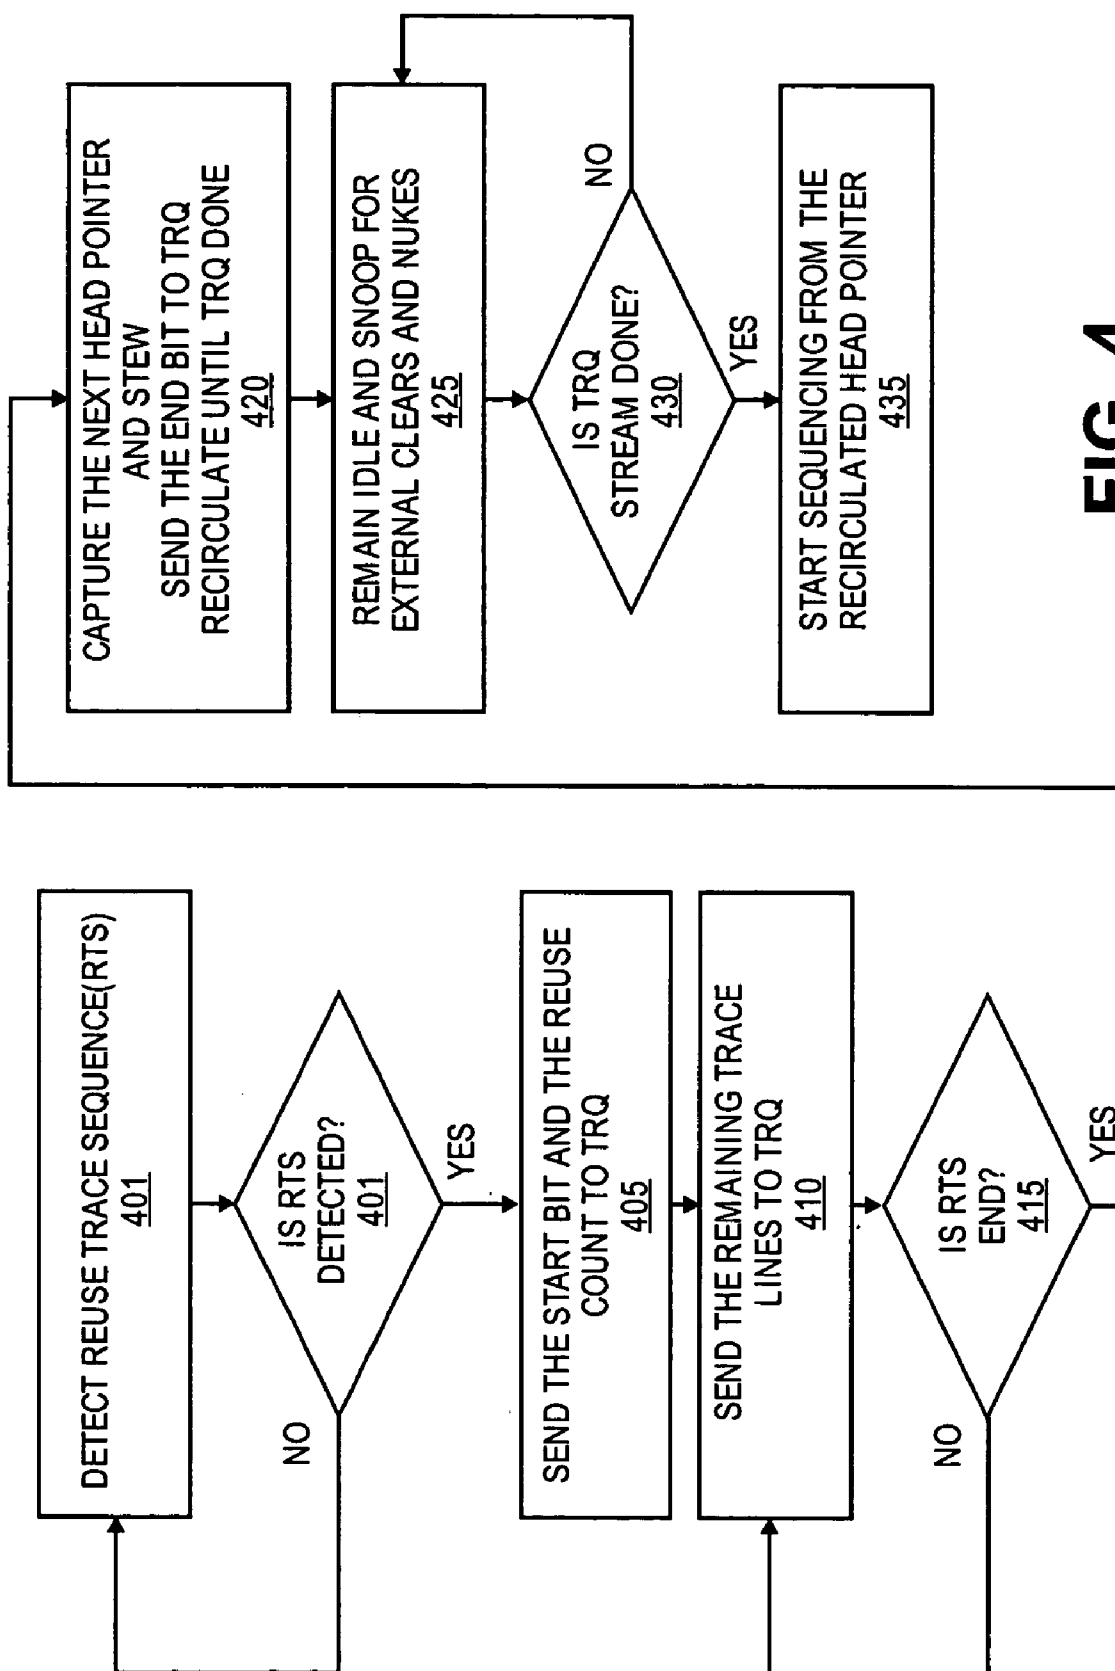 DETECT REUSE TRACE SEQUENCE(RTS)
401
IS RTS
DETECTED?
401
NO
YES
SEND THE START BIT AND THE REUSE
COUNT TO TRQ
405
SEND THE REMAINING TRACE
LINES TO TRQ
410
IS RTS
END?
415
NO
YES
CAPTURE THE NEXT HEAD POINTER
AND STEW
SEND THE END BIT TO TRQ
RECIRCULATE UNTIL TRQ DONE
420
REMAIN IDLE AND SNOOP FOR
EXTERNAL CLEARS AND NUKES
425
IS TRQ
STREAM DONE?
430
NO
YES
START SEQUENCING FROM THE
RECIRCULATED HEAD POINTER
435
FIG. 4